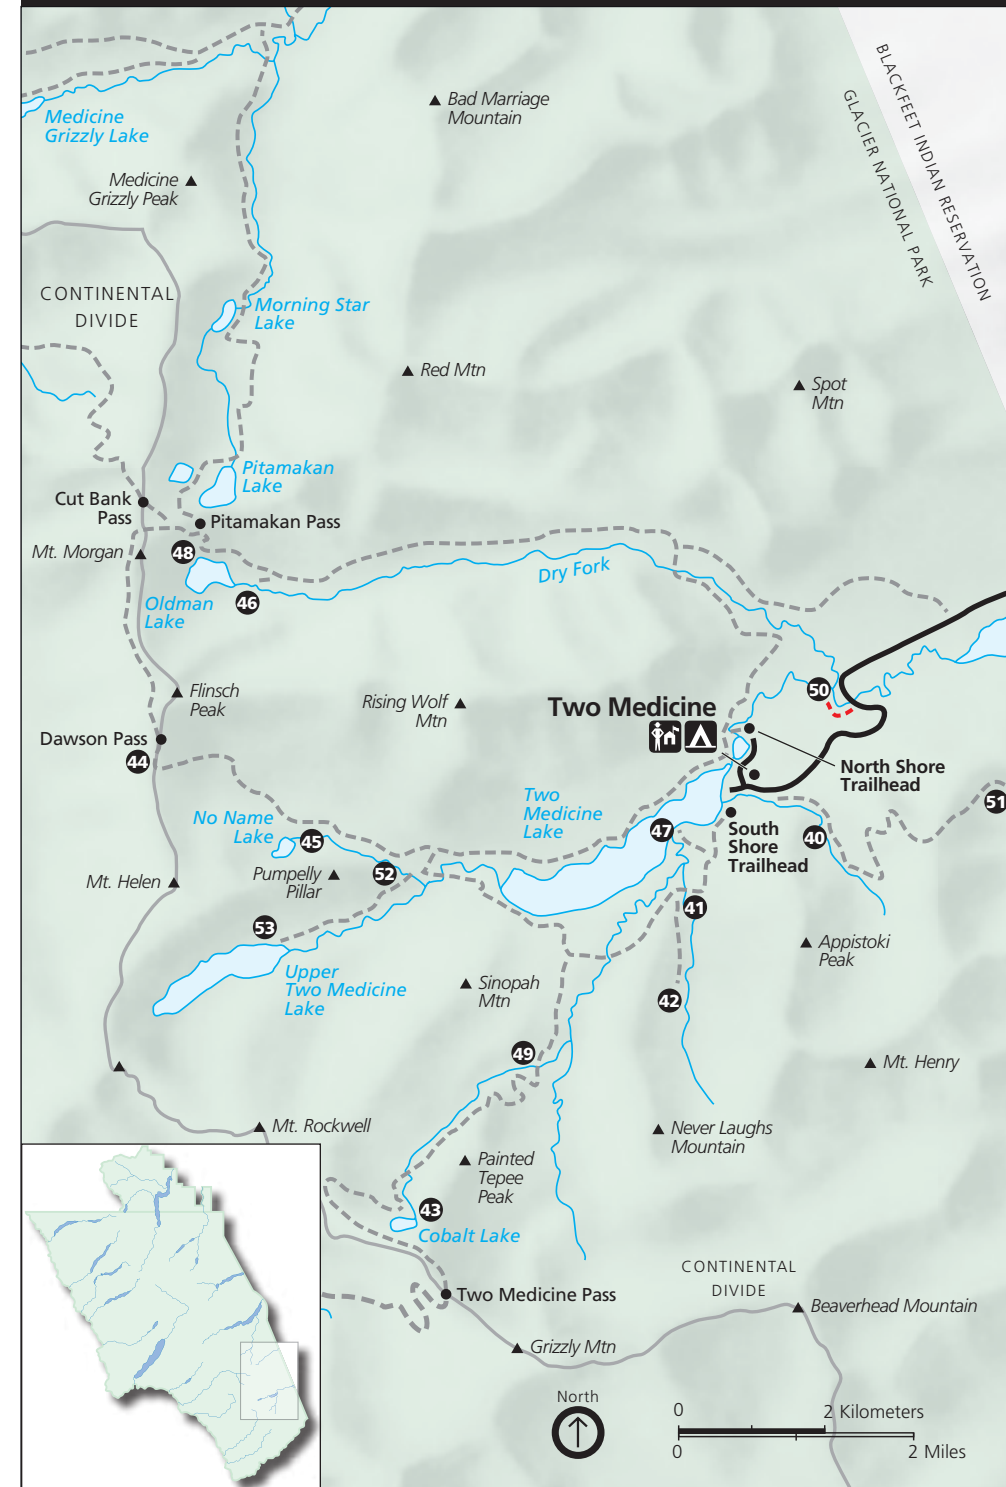 BLACKFEET INDIAN RESERVATION
GLACIER NATIONAL PARK
Bad Marriage
Mountain
Medicine
Grizzly Lake
Medicine
Grizzly Peak
CONTINENTAL
DIVIDE
Morning Star
Lake
Red Mtn
Spot
Mtn
Pitamakan
Lake
Cut Bank
Pass
Pitamakan Pass
Mt. Morgan
48
Dry Fork
Oldman
Lake
46
Flinsch
Peak
Rising Wolf
Mtn
Two Medicine
50
Dawson Pass
44
North Shore
Trailhead
Two
Medicine
Lake
51
No Name
Lake
45
47
South
Shore
Trailhead
40
Pumpelly
Pillar
52
Mt. Helen
41
53
Appistoki
Peak
Upper
Two Medicine
Lake
Sinopah
Mtn
42
49
Mt. Henry
Mt. Rockwell
Never Laughs
Mountain
Painted
Tepee
Peak
43
Cobalt Lake
CONTINENTAL
DIVIDE
Two Medicine Pass
Beaverhead Mountain
Grizzly Mtn
North
0
2 Kilometers
0
2 Miles